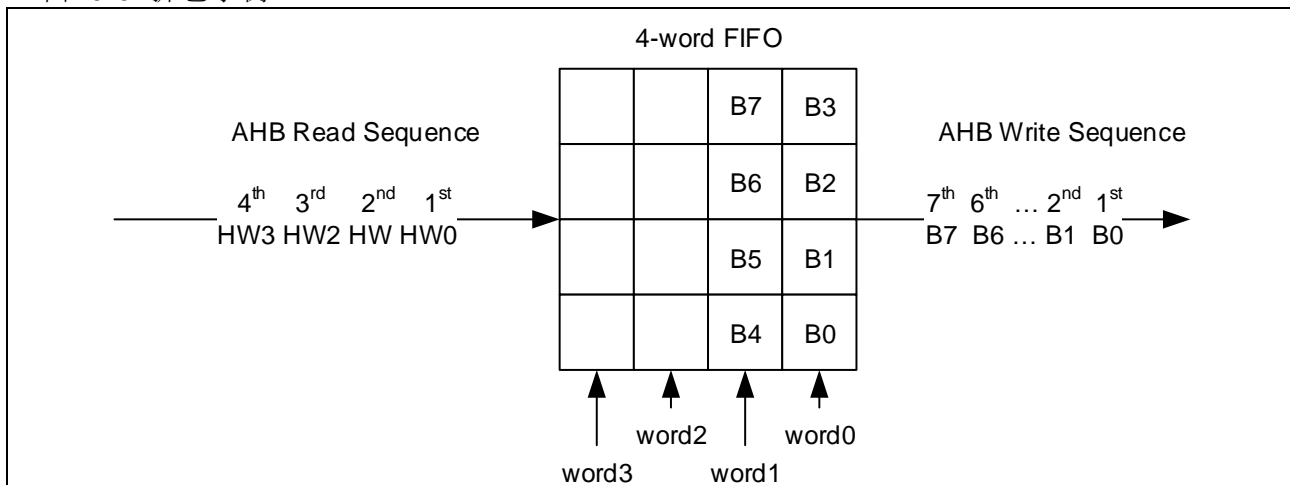 4-word FIFO
B7 B3
AHB Read Sequence
AHB Write Sequence
B6 B2
4th 3rd 2nd 1st
7th 6th … 2nd 1st
HW3 HW2 HW HW0
B7 B6 … B1 B0
B5 B1
B4 B0
word2 word0
word3 word1